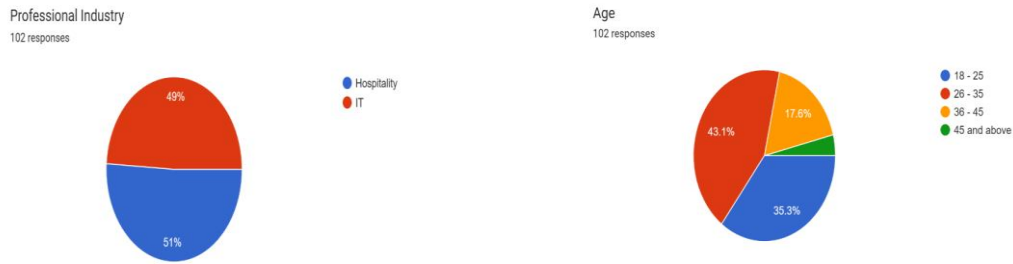 Professional Industry
102 responses
49%
51%
Hospitality
IT
Age
102 responses
17.6%
43.1%
35.3%
18 - 25
26 - 35
36 - 45
45 and above